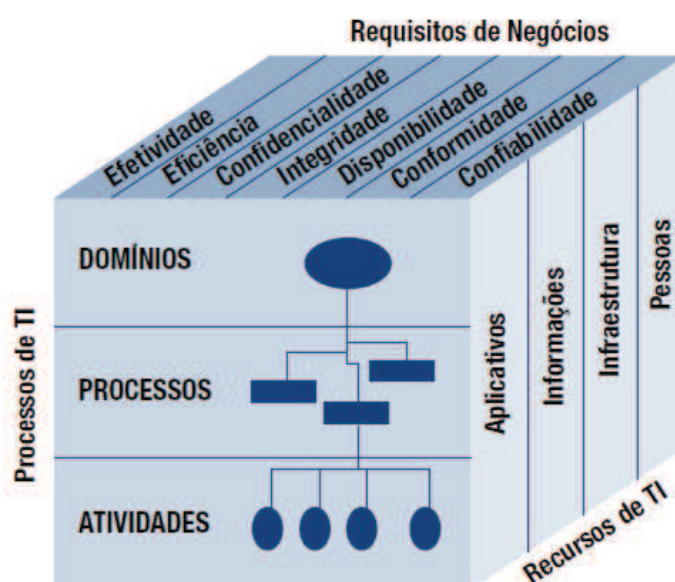 Requisitos de Negócios
Efetividade
Eficiência
Confidencialidade
Integridade
Disponibilidade
Conformidade
Confiabilidade
Processos de TI
DOMÍNIOS
PROCESSOS
ATIVIDADES
Aplicativos
Informações
Infraestrutura
Pessoas
Recursos de TI